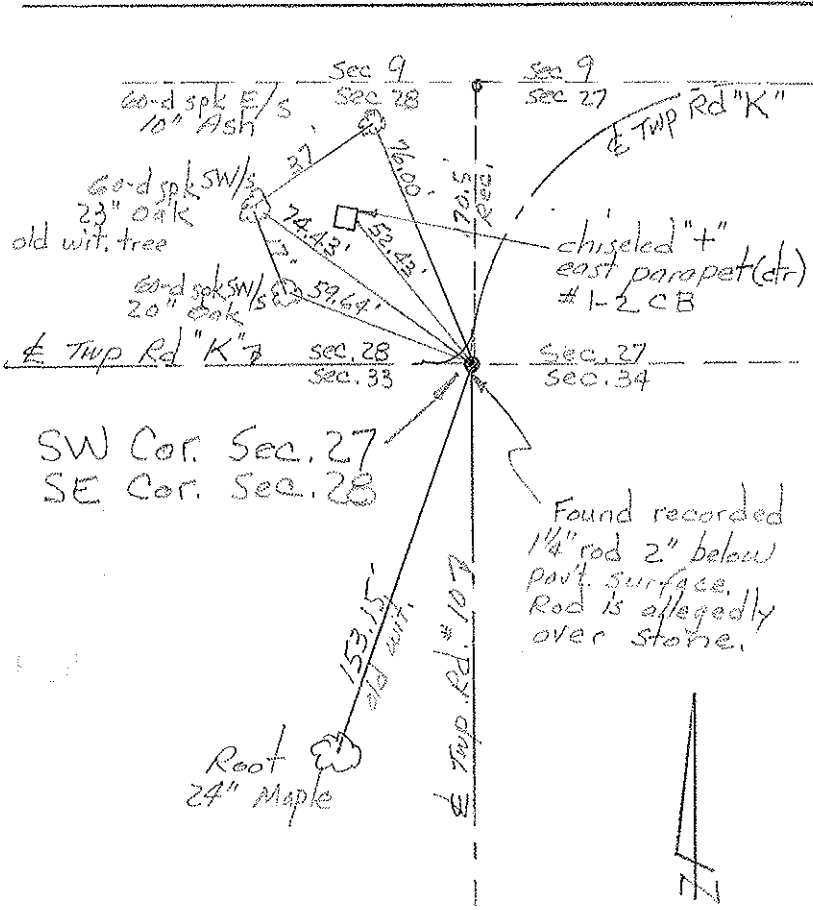 Sec 9
Sec 28
Sec 9
Sec 27
60-d spk E/s
10" Ash
℄ TWP Rd "K"
27'
76.00'
70.5'
Rec.
60-d spk SW/s
23" Oak
old wit. tree
74.43'
52.43'
17'
chiseled "+"
east parapet (ctr)
#1-2 CB
60-d spk SW/s
20" Oak
59.64'
℄ TWP Rd "K"
sec. 28
Sec. 33
Sec. 27
Sec. 34
SW Cor. Sec. 27
SE Cor. Sec. 28
Found recorded
1¼" rod 2" below
pav't. surface.
Rod is allegedly
over stone.
153.15'
old wit.
℄ Twp. Rd. # 107
Root
24" Maple
N